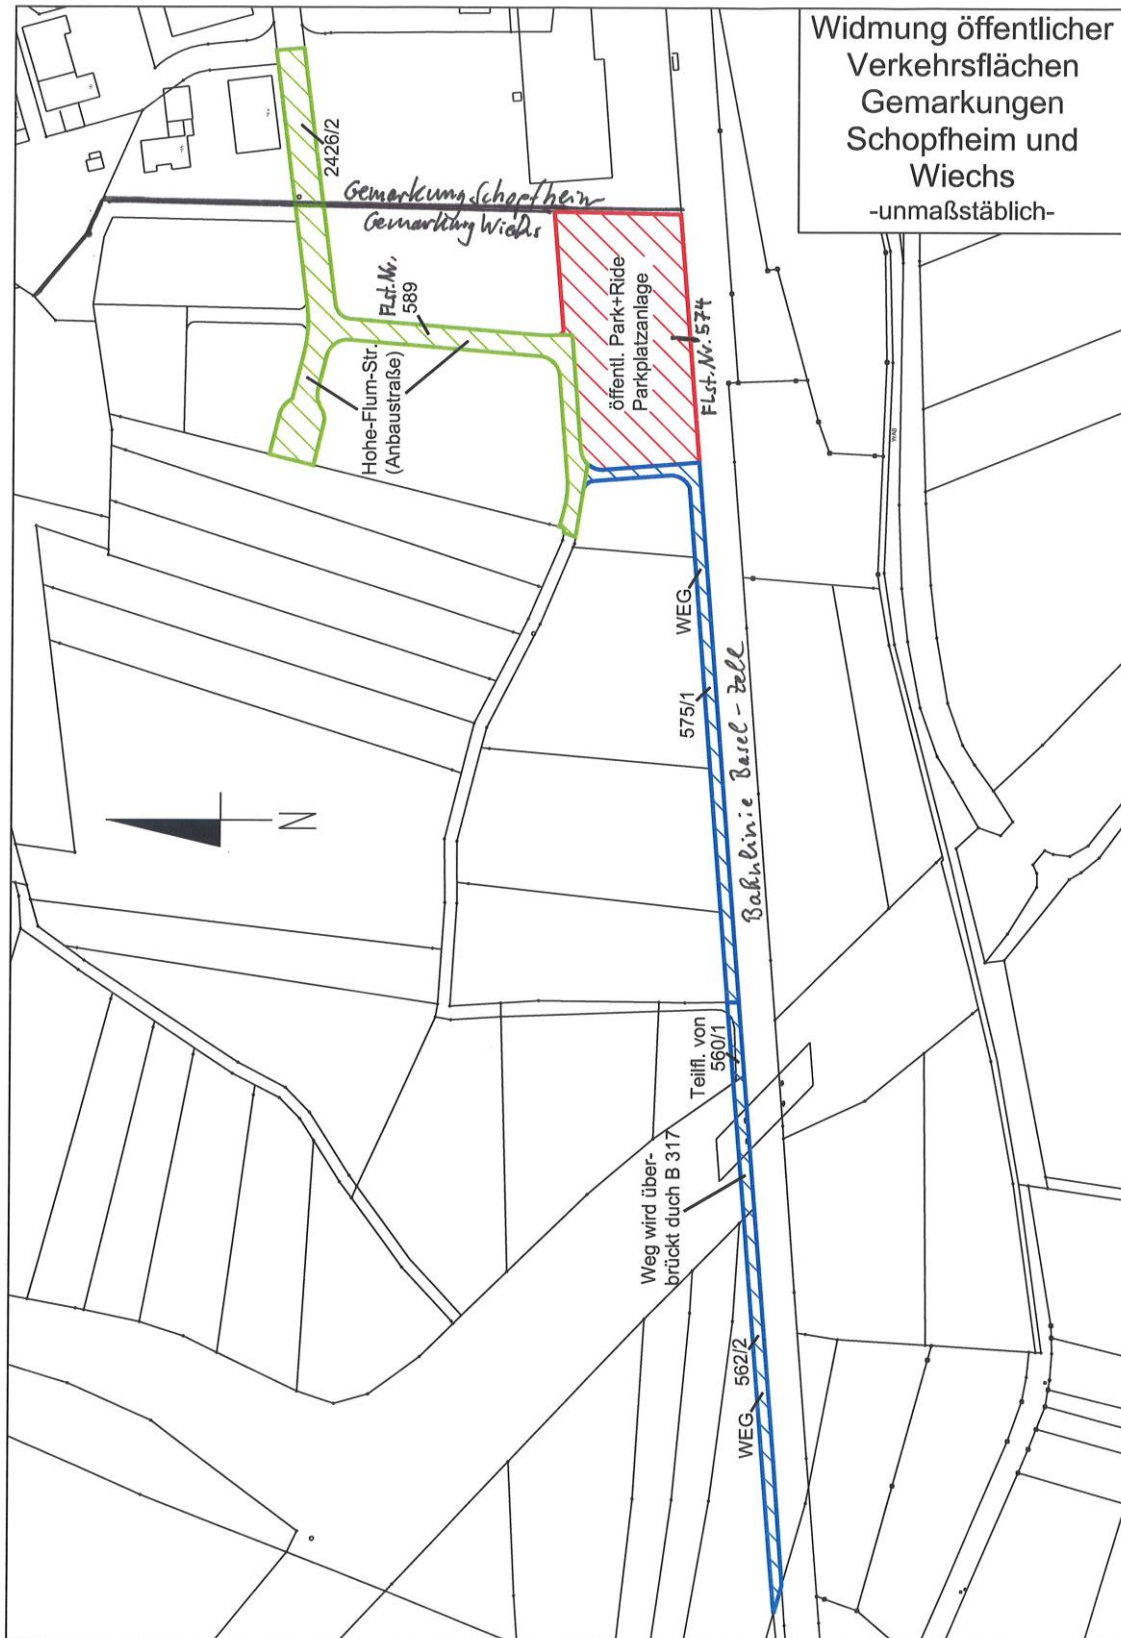 Widmung öffentlicher
Verkehrsflächen
Gemarkungen
Schopfheim und
Wiechs
-unmaßstäblich-
2426/2
Gemarkung Schopfheim
Gemarkung Wiechs
Flst.Nr.
589
Hohe-Flum-Str.
(Anbaustraße)
öffentl. Park+Ride
Parkplatzanlage
Flst.Nr. 574
WEG
575/1
Bahnlinie Basel - Zell
N
Teilfl. von
560/1
Weg wird über-
brückt duch B 317
562/2
WEG